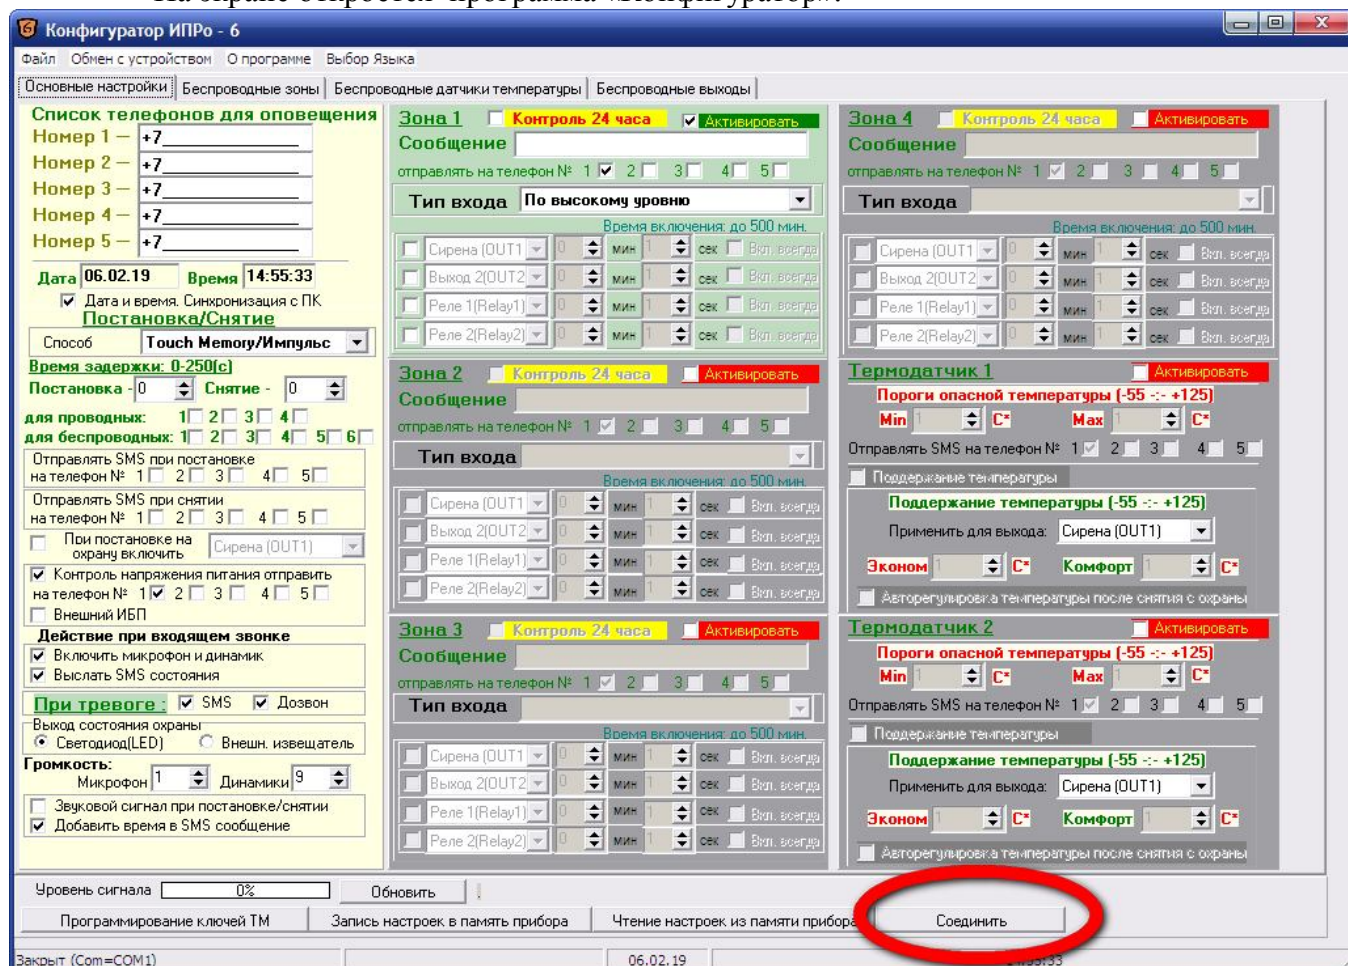 На экране откроется программа «Конфигуратор».
Конфигуратор ИПРо - 6
Файл Обмен с устройством О программе Выбор Языка
Основные настройки Беспроводные зоны Беспроводные датчики температуры Беспроводные выходы
Список телефонов для оповещения
Номер 1 – +7____________
Номер 2 – +7____________
Номер 3 – +7____________
Номер 4 – +7____________
Номер 5 – +7____________
Дата 06.02.19 Время 14:55:33
Дата и время. Синхронизация с ПК
Постановка/Снятие
Способ Touch Memory/Импульс
Время задержки: 0-250(с)
Постановка - 0 Снятие - 0
для проводных: 1 2 3 4
для беспроводных: 1 2 3 4 5 6
Отправлять SMS при постановке
на телефон № 1 2 3 4 5
Отправлять SMS при снятии
на телефон № 1 2 3 4 5
При постановке на
охрану включить Сирена (OUT1)
Контроль напряжения питания отправить
на телефон № 1 2 3 4 5
Внешний ИБП
Действие при входящем звонке
Включить микрофон и динамик
Выслать SMS состояния
При тревоге : SMS Дозвон
Выход состояния охраны
Светодиод(LED) Внешн. извещатель
Громкость:
Микрофон 1 Динамики 9
Звуковой сигнал при постановке/снятии
Добавить время в SMS сообщение
Зона 1 Контроль 24 часа Активировать
Сообщение
отправлять на телефон № 1 2 3 4 5
Тип входа По высокому уровню
Время включения: до 500 мин.
Сирена (OUT1 0 мин 1 сек Вкл. всегда
Выход 2(OUT2 0 мин 1 сек Вкл. всегда
Реле 1(Relay1) 0 мин 1 сек Вкл. всегда
Реле 2(Relay2) 0 мин 1 сек Вкл. всегда
Зона 2 Контроль 24 часа Активировать
Сообщение
отправлять на телефон № 1 2 3 4 5
Тип входа
Время включения: до 500 мин.
Сирена (OUT1 0 мин 1 сек Вкл. всегда
Выход 2(OUT2 0 мин 1 сек Вкл. всегда
Реле 1(Relay1) 0 мин 1 сек Вкл. всегда
Реле 2(Relay2) 0 мин 1 сек Вкл. всегда
Зона 3 Контроль 24 часа Активировать
Сообщение
отправлять на телефон № 1 2 3 4 5
Тип входа
Время включения: до 500 мин.
Сирена (OUT1 0 мин 1 сек Вкл. всегда
Выход 2(OUT2 0 мин 1 сек Вкл. всегда
Реле 1(Relay1) 0 мин 1 сек Вкл. всегда
Реле 2(Relay2) 0 мин 1 сек Вкл. всегда
Зона 4 Контроль 24 часа Активировать
Сообщение
отправлять на телефон № 1 2 3 4 5
Тип входа
Время включения: до 500 мин.
Сирена (OUT1 0 мин 1 сек Вкл. всегда
Выход 2(OUT2 0 мин 1 сек Вкл. всегда
Реле 1(Relay1) 0 мин 1 сек Вкл. всегда
Реле 2(Relay2) 0 мин 1 сек Вкл. всегда
Термодатчик 1 Активировать
Пороги опасной температуры (-55 -:- +125)
Min 1 C* Max 1 C*
Отправлять SMS на телефон № 1 2 3 4 5
Поддержание температуры
Поддержание температуры (-55 -:- +125)
Применить для выхода: Сирена (OUT1)
Эконом 1 C* Комфорт 1 C*
Авторегулировка температуры после снятия с охраны
Термодатчик 2 Активировать
Пороги опасной температуры (-55 -:- +125)
Min 1 C* Max 1 C*
Отправлять SMS на телефон № 1 2 3 4 5
Поддержание температуры
Поддержание температуры (-55 -:- +125)
Применить для выхода: Сирена (OUT1)
Эконом 1 C* Комфорт 1 C*
Авторегулировка температуры после снятия с охраны
Уровень сигнала 0% Обновить
Программирование ключей ТМ Запись настроек в память прибора Чтение настроек из памяти прибора Соединить
Закрыт (Com=COM1) 06.02.19 14:55:33